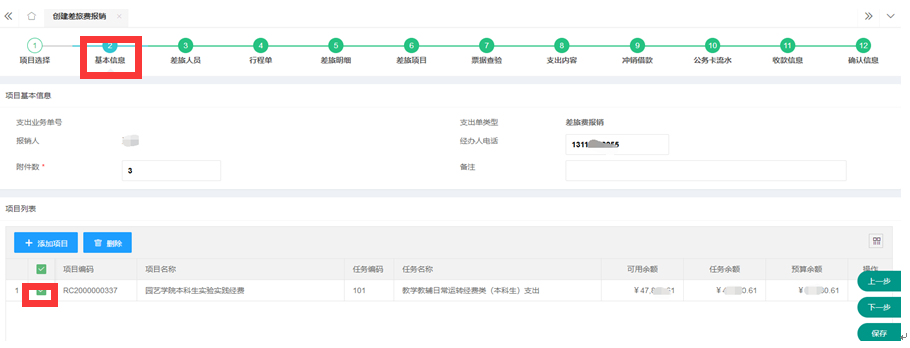 创建差旅费报销 ×
1 2 3 4 5 6 7 8 9 10 11 12
项目选择 基本信息 差旅人员 行程单 差旅明细 差旅项目 票据查验 支出内容 冲销借款 公务卡流水 收款信息 确认信息
项目基本信息
支出业务单号 支出单类型 差旅费报销
报销人 经办人电话 1311
附件数 * 3 备注
项目列表
+ 添加项目 删除
项目编码 项目名称 任务编码 任务名称 可用余额 任务余额 预算余额 操作
1 RC2000000337 园艺学院本科生实验实践经费 101 教学教辅日常运转经费类（本科生）支出 ￥47, ￥ 0.61 ￥ 0.61
上一步
下一步
保存